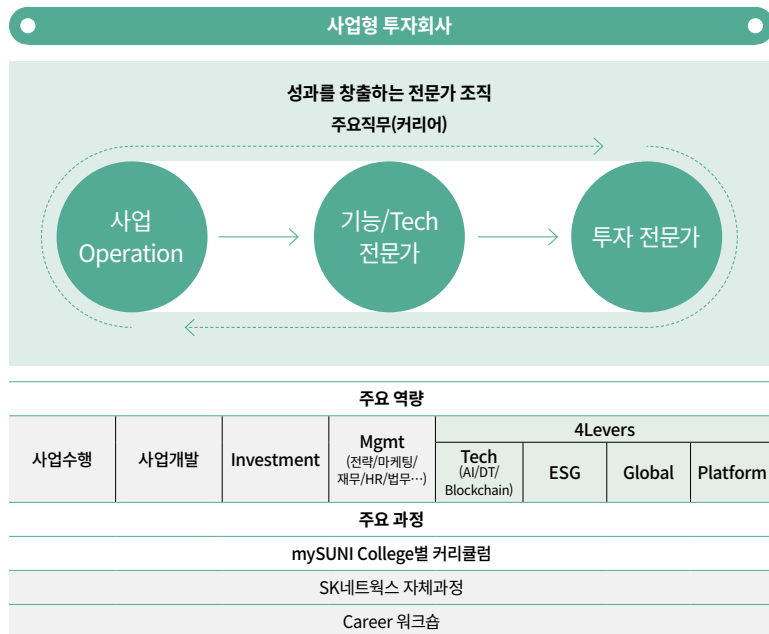 사업형 투자회사
성과를 창출하는 전문가 조직
주요직무(커리어)
사업
Operation
기능/Tech
전문가
투자 전문가
주요 역량
사업수행
사업개발
Investment
Mgmt
(전략/마케팅/
재무/HR/법무…)
4Levers
Tech
(AI/DT/
Blockchain)
ESG
Global
Platform
주요 과정
mySUNI College별 커리큘럼
SK네트웍스 자체과정
Career 워크숍